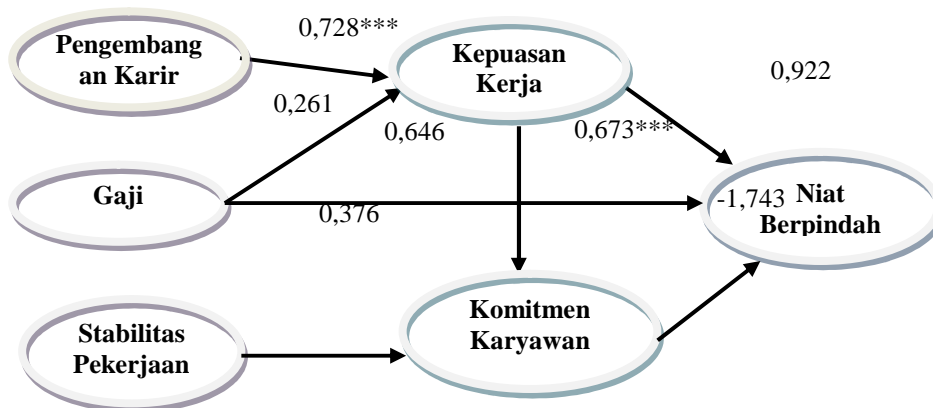 0,728***
Pengembang
an Karir
Kepuasan
Kerja
0,922
0,261
0,646
0,673***
Gaji
0,376
-1,743
Niat
Berpindah
Komitmen
Karyawan
Stabilitas
Pekerjaan